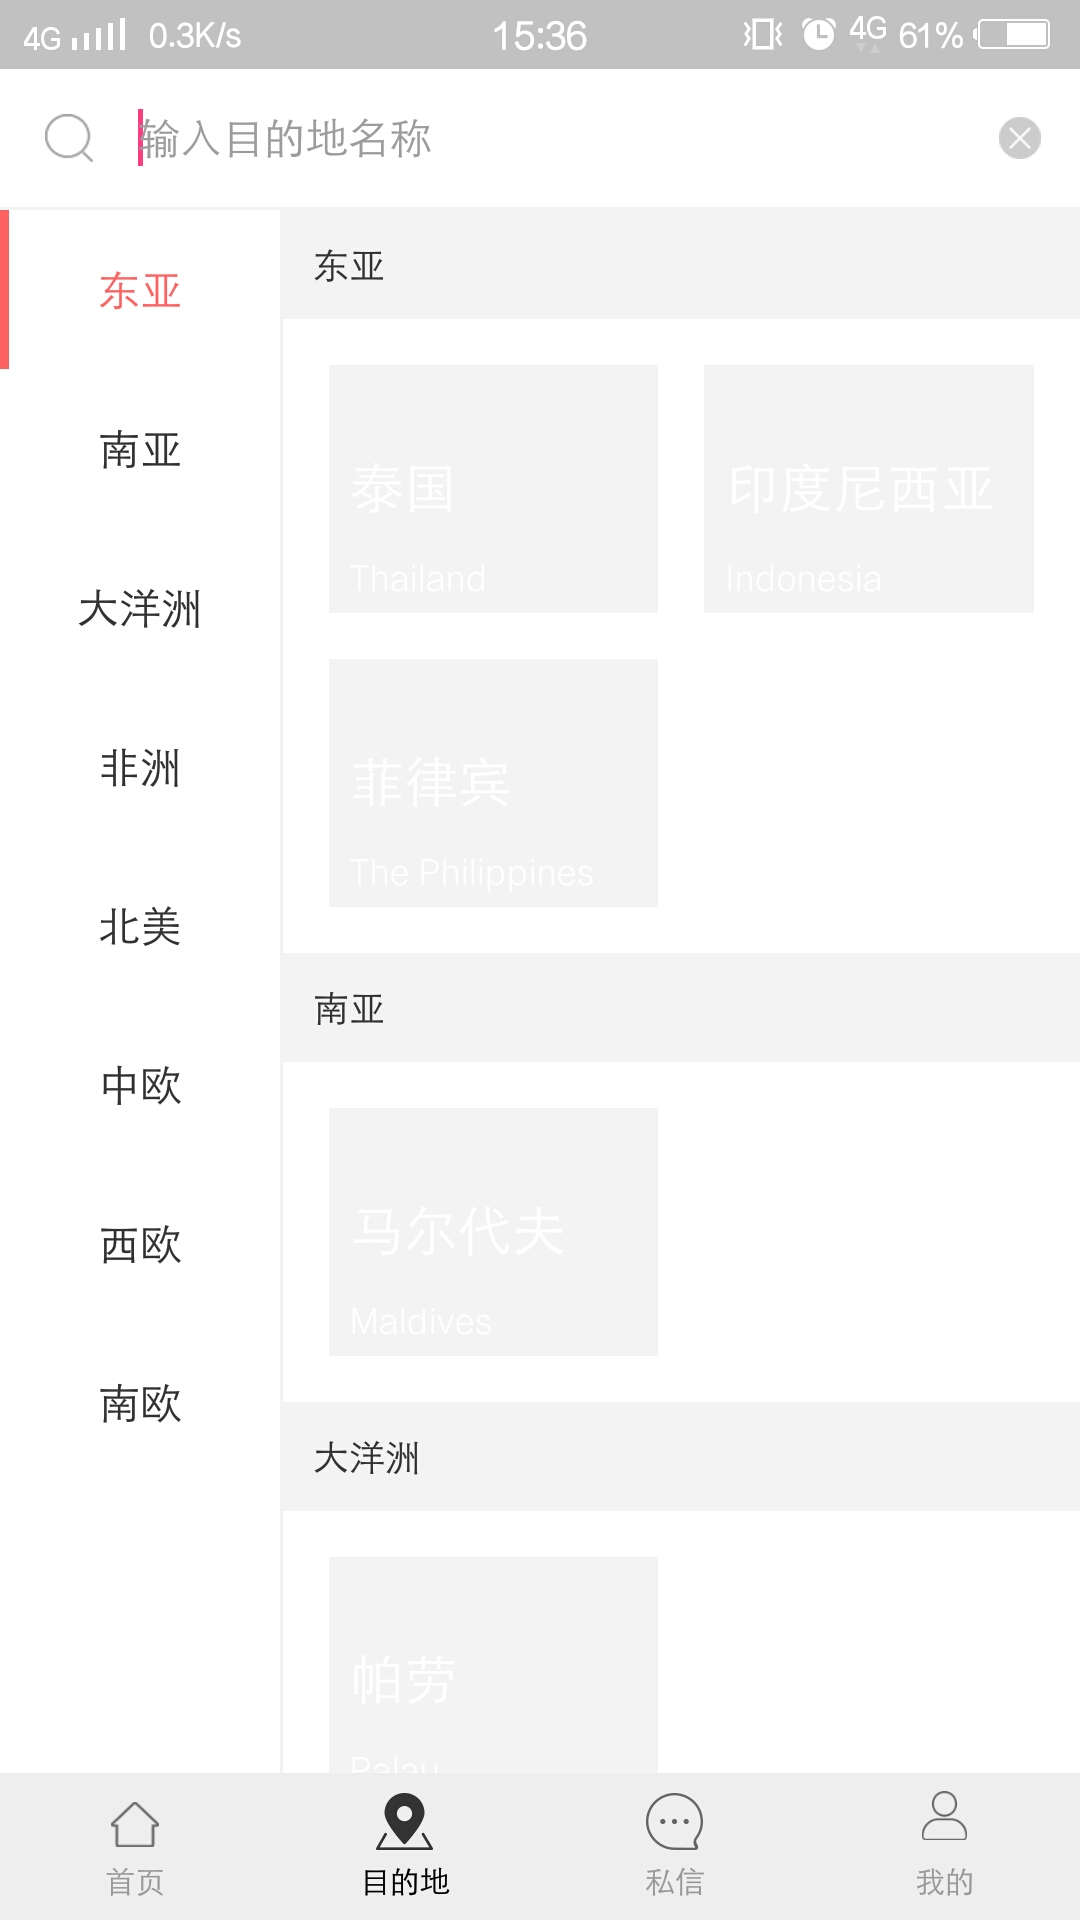 4G 0.3K/s 15:36 4G 61%
输入目的地名称
东亚
南亚
大洋洲
非洲
北美
中欧
西欧
南欧
东亚
泰国
Thailand
印度尼西亚
Indonesia
菲律宾
The Philippines
南亚
马尔代夫
Maldives
大洋洲
帕劳
Palau
首页
目的地
私信
我的